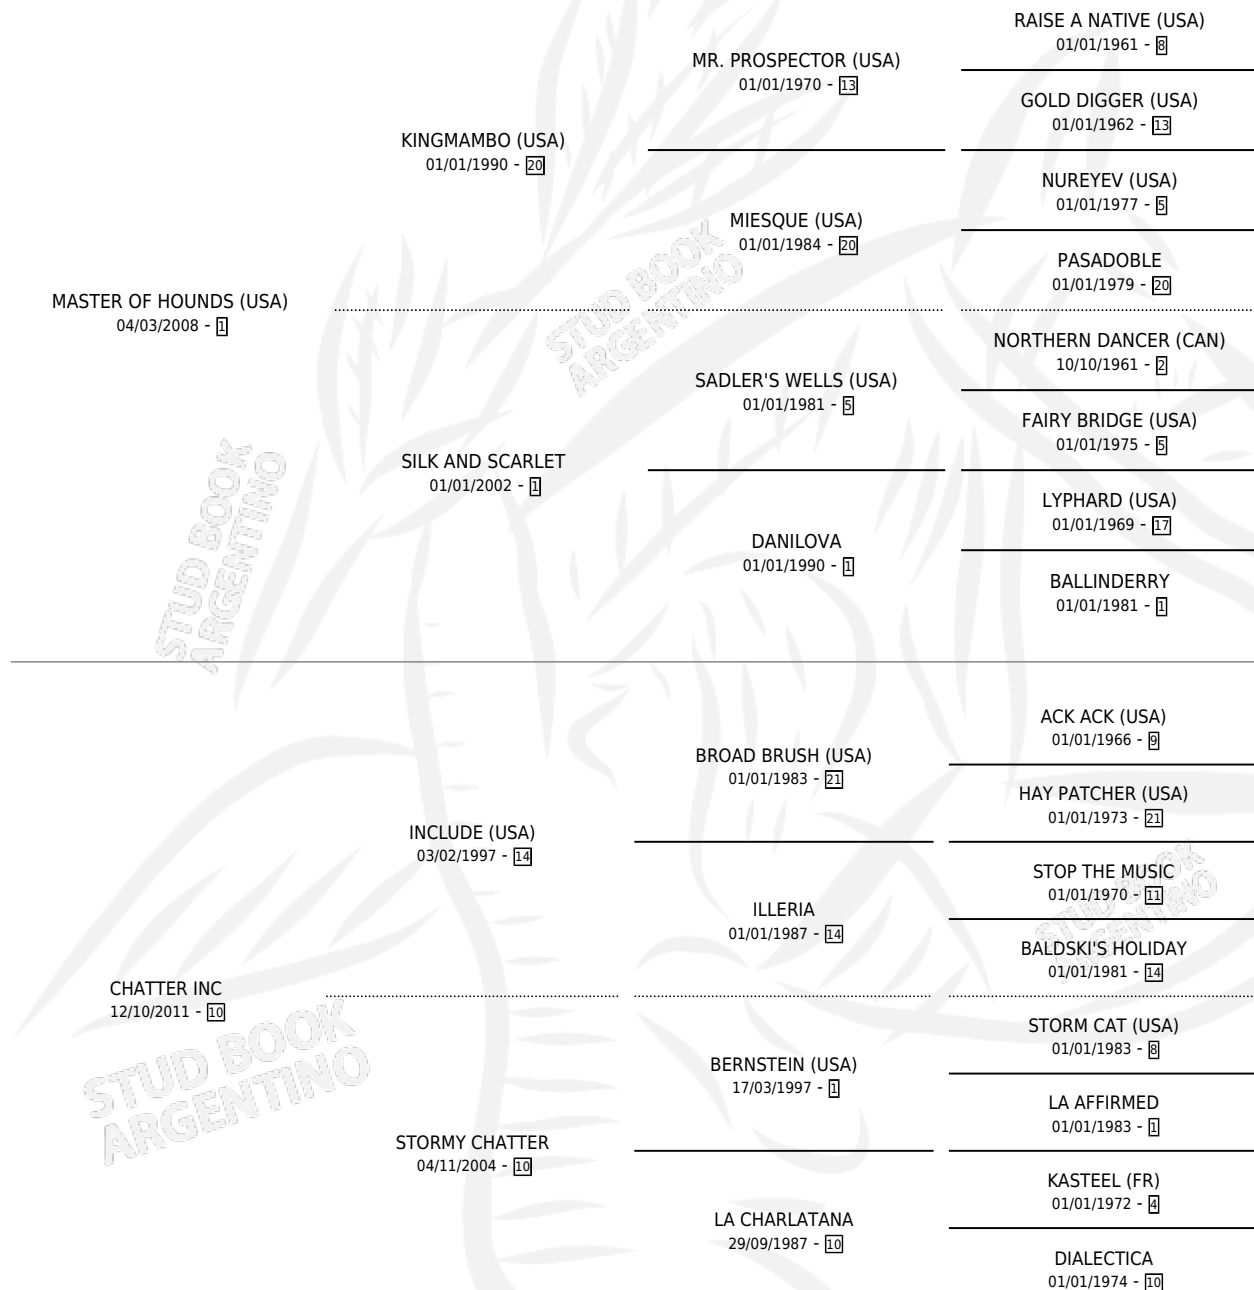 RAISE A NATIVE (USA)
01/01/1961 - 8
MR. PROSPECTOR (USA)
01/01/1970 - 13
GOLD DIGGER (USA)
01/01/1962 - 13
KINGMAMBO (USA)
01/01/1990 - 20
NUREYEV (USA)
01/01/1977 - 5
MIESQUE (USA)
01/01/1984 - 20
PASADOBLE
01/01/1979 - 20
MASTER OF HOUNDS (USA)
04/03/2008 - 1
STUD BOOK
ARGENTINO
NORTHERN DANCER (CAN)
10/10/1961 - 2
SADLER'S WELLS (USA)
01/01/1981 - 5
FAIRY BRIDGE (USA)
01/01/1975 - 5
SILK AND SCARLET
01/01/2002 - 1
LYPHARD (USA)
01/01/1969 - 17
DANILOVA
01/01/1990 - 1
BALLINDERRY
01/01/1981 - 1
STUD BOOK
ARGENTINO
ACK ACK (USA)
01/01/1966 - 9
BROAD BRUSH (USA)
01/01/1983 - 21
HAY PATCHER (USA)
01/01/1973 - 21
INCLUDE (USA)
03/02/1997 - 14
STOP THE MUSIC
01/01/1970 - 11
ILLERIA
01/01/1987 - 14
BALDSKI'S HOLIDAY
01/01/1981 - 14
STUD BOOK
ARGENTINO
CHATTER INC
12/10/2011 - 10
STUD BOOK
ARGENTINO
STORM CAT (USA)
01/01/1983 - 8
BERNSTEIN (USA)
17/03/1997 - 1
LA AFFIRMED
01/01/1983 - 1
STORMY CHATTER
04/11/2004 - 10
KASTEEL (FR)
01/01/1972 - 4
LA CHARLATANA
29/09/1987 - 10
DIALECTICA
01/01/1974 - 10